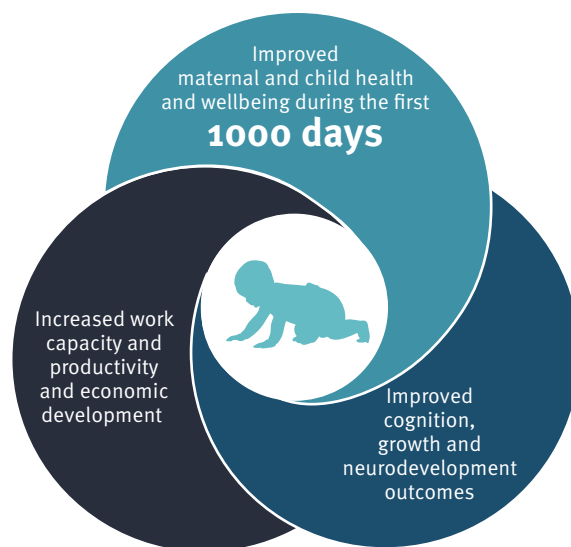 Improved
maternal and child health
and wellbeing during the first
1000 days
Increased work
capacity and
productivity
and economic
development
Improved
cognition,
growth and
neurodevelopment
outcomes